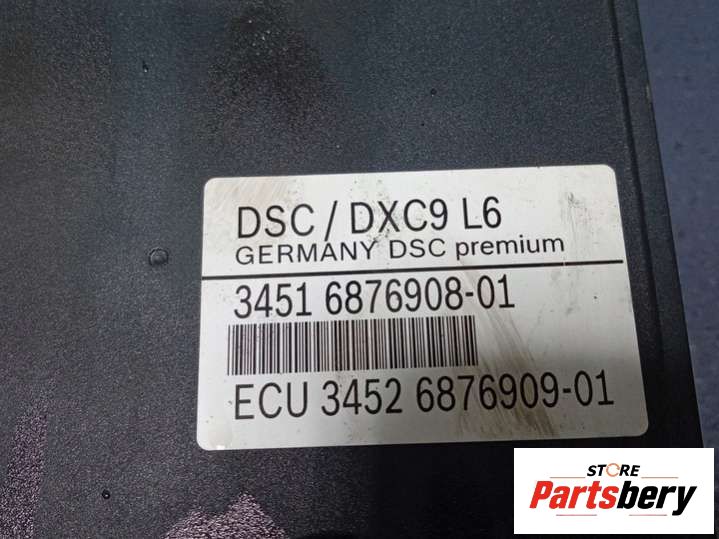 DSC / DXC9 L6
GERMANY DSC premium
3451 6876908-01
ECU 3452 6876909-01
STORE
Partsbery